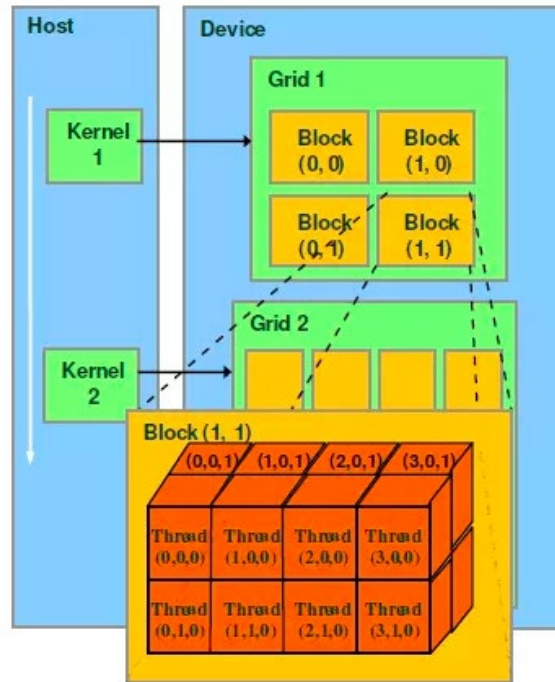 Host
Device
Grid 1
Kernel
1
Block
(0, 0)
Block
(1, 0)
Block
(0, 1)
Block
(1, 1)
Grid 2
Kernel
2
Block (1, 1)
(0,0,1) (1,0,1) (2,0,1) (3,0,1)
Thread
(0,0,0)
Thread
(1,0,0)
Thread
(2,0,0)
Thread
(3,0,0)
Thread
(0,1,0)
Thread
(1,1,0)
Thread
(2,1,0)
Thread
(3,1,0)